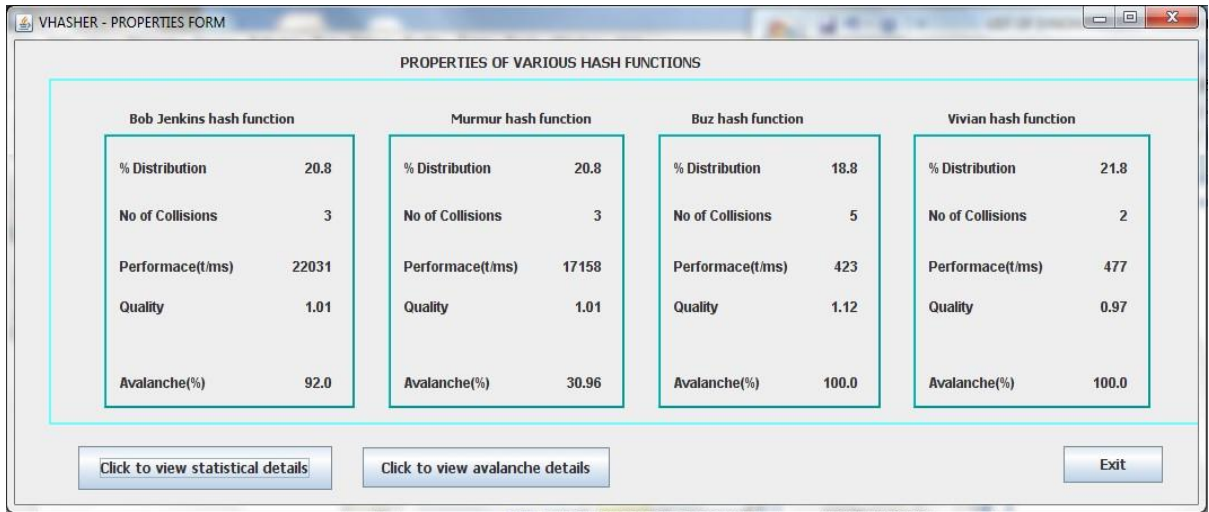 VHASHER - PROPERTIES FORM
PROPERTIES OF VARIOUS HASH FUNCTIONS
Bob Jenkins hash function
% Distribution 20.8
No of Collisions 3
Performace(t/ms) 22031
Quality 1.01
Avalanche(%) 92.0
Murmur hash function
% Distribution 20.8
No of Collisions 3
Performace(t/ms) 17158
Quality 1.01
Avalanche(%) 30.96
Buz hash function
% Distribution 18.8
No of Collisions 5
Performace(t/ms) 423
Quality 1.12
Avalanche(%) 100.0
Vivian hash function
% Distribution 21.8
No of Collisions 2
Performace(t/ms) 477
Quality 0.97
Avalanche(%) 100.0
Click to view statistical details
Click to view avalanche details
Exit